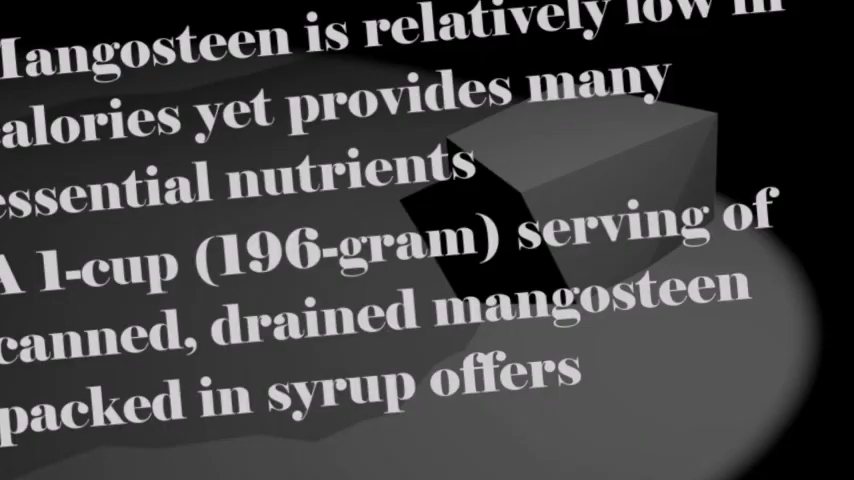 Mangosteen is relatively low in
calories yet provides many
essential nutrients
A 1-cup (196-gram) serving of
canned, drained mangosteen
packed in syrup offers